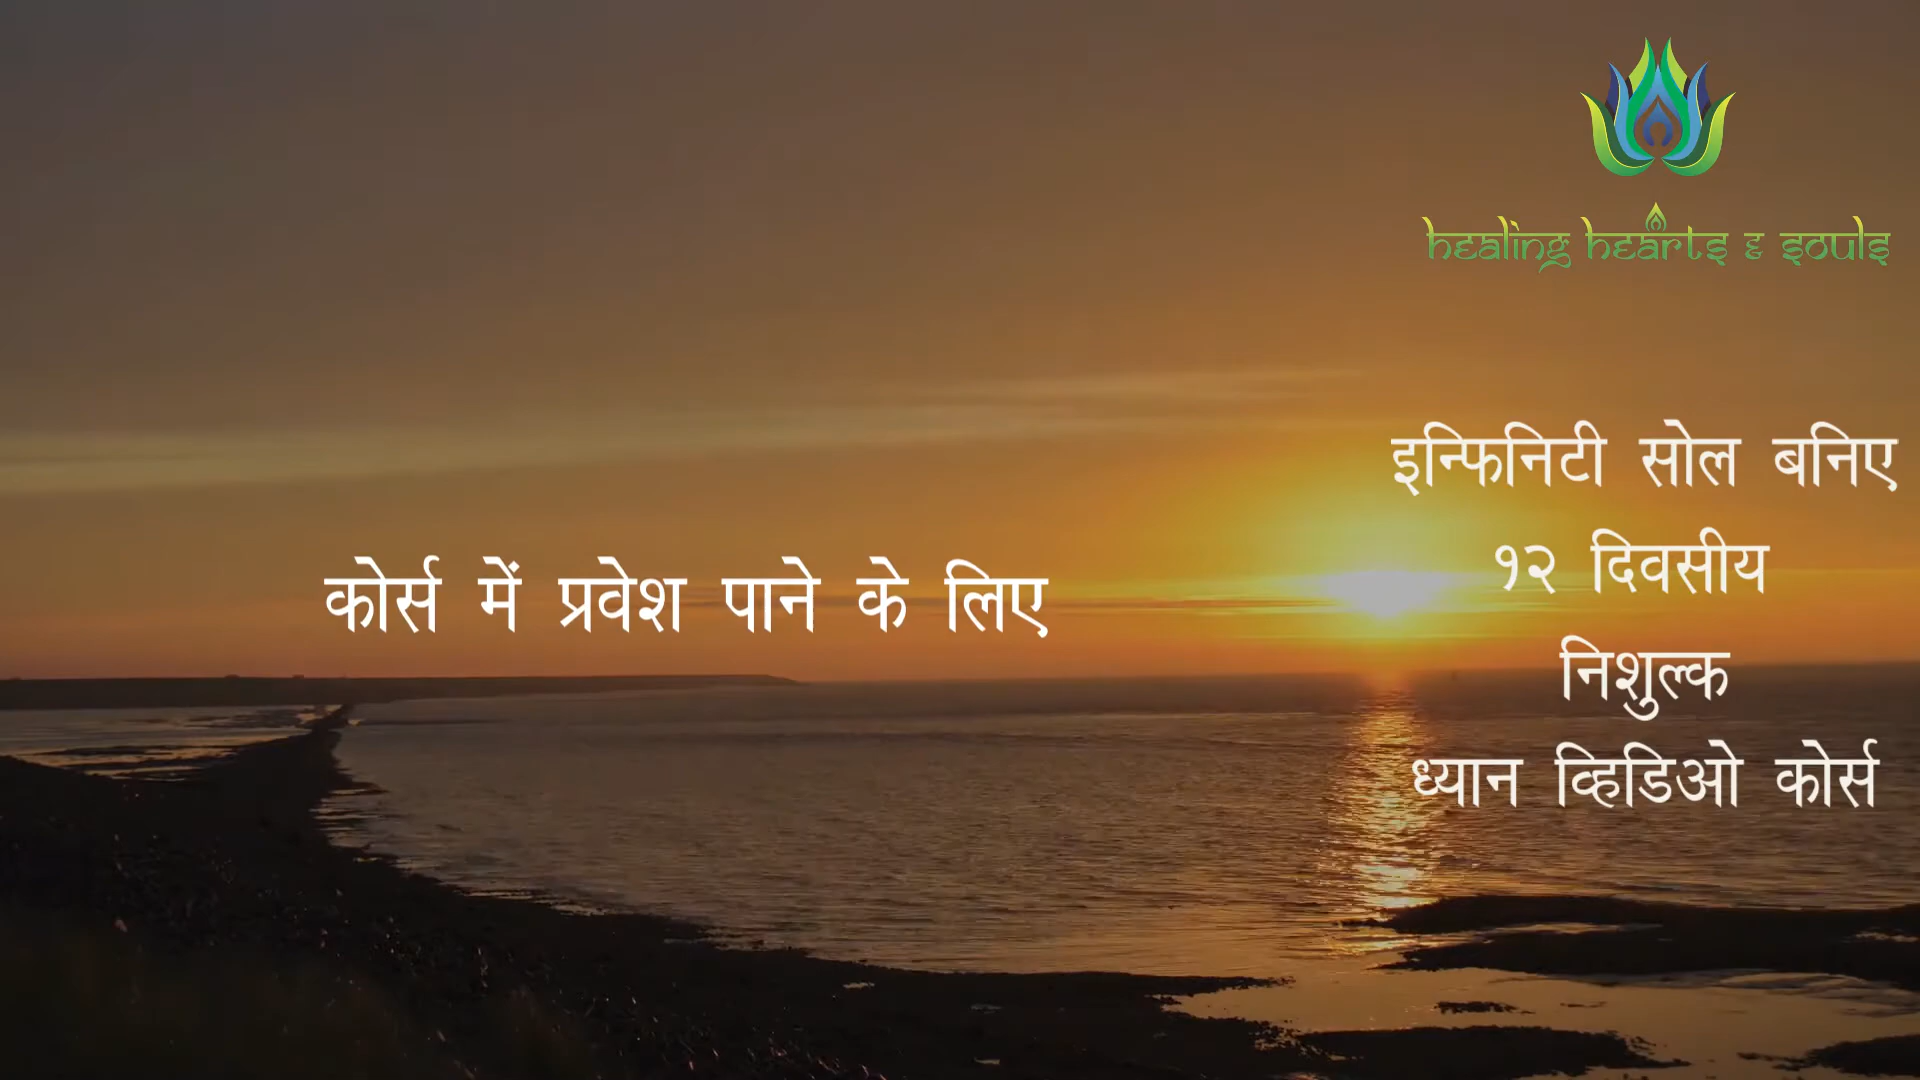 healing hearts & souls
इन्फिनिटी सोल बनिए
१२ दिवसीय
निशुल्क
ध्यान व्हिडिओ कोर्स
कोर्स में प्रवेश पाने के लिए